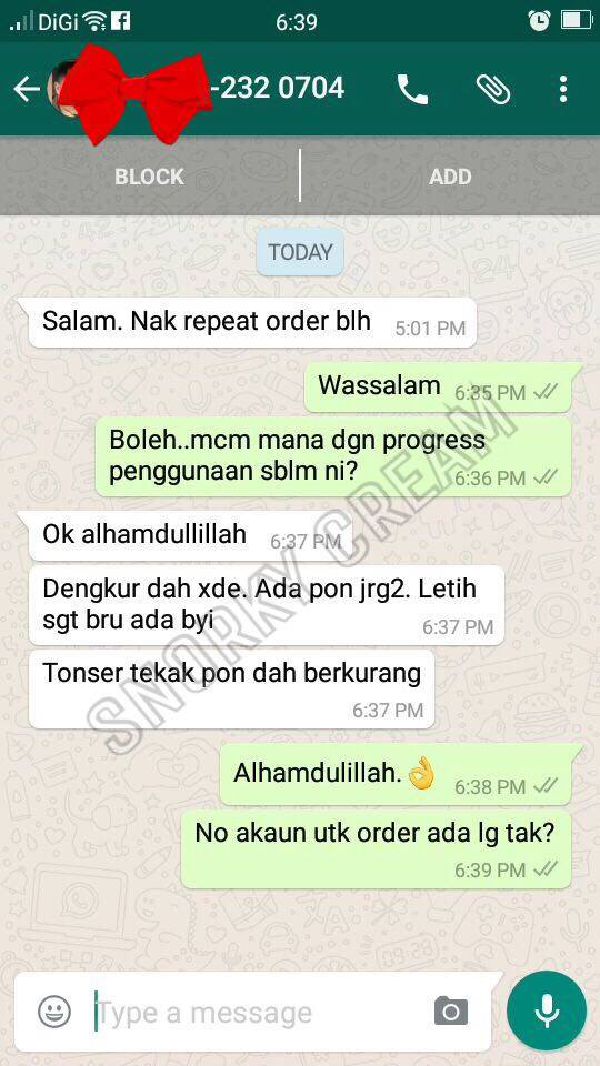 DiGi
6:39
-232 0704
BLOCK
ADD
TODAY
Salam. Nak repeat order blh
5:01 PM
Wassalam
6:35 PM
Boleh..mcm mana dgn progress
penggunaan sblm ni?
6:36 PM
Ok alhamdullillah
6:37 PM
Dengkur dah xde. Ada pon jrg2. Letih
sgt bru ada byi
6:37 PM
Tonser tekak pon dah berkurang
6:37 PM
Alhamdulillah.👌
6:38 PM
No akaun utk order ada lg tak?
6:39 PM
Type a message
SNORKY CREAM